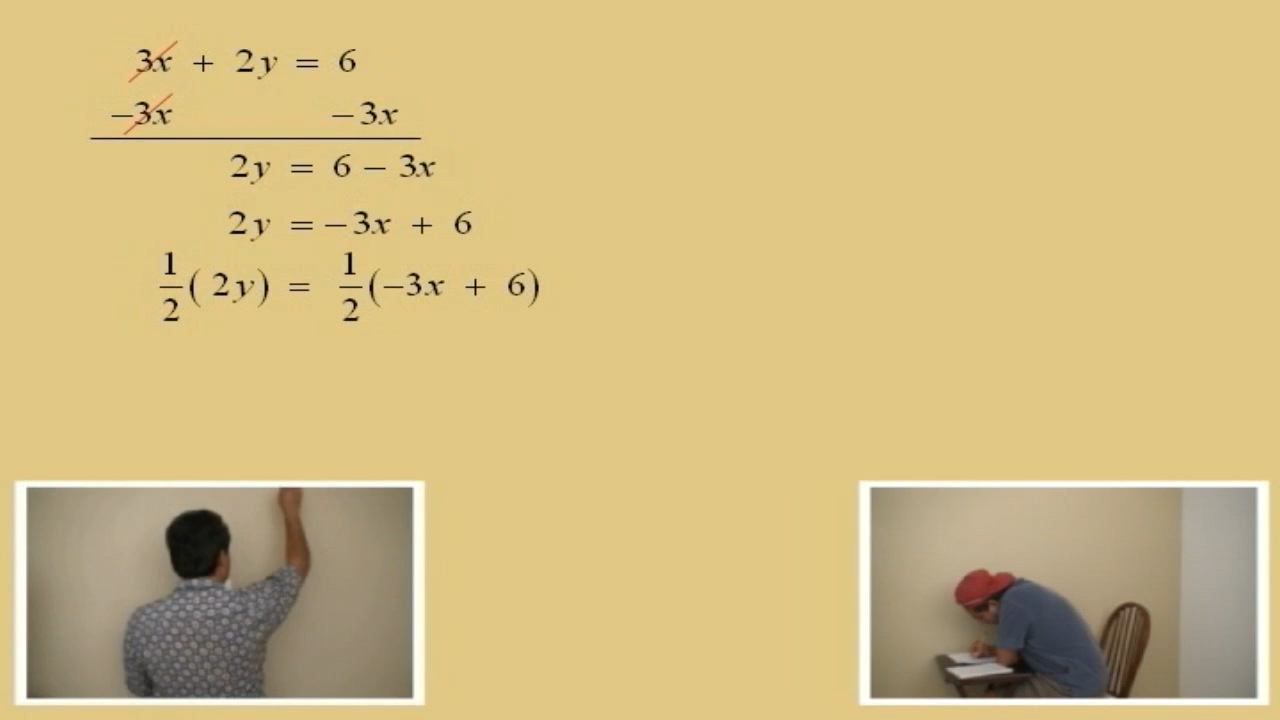 3x + 2y = 6
−3x −3x
2y = 6 − 3x
2y = −3x + 6
1/2( 2y) = 1/2(−3x + 6)